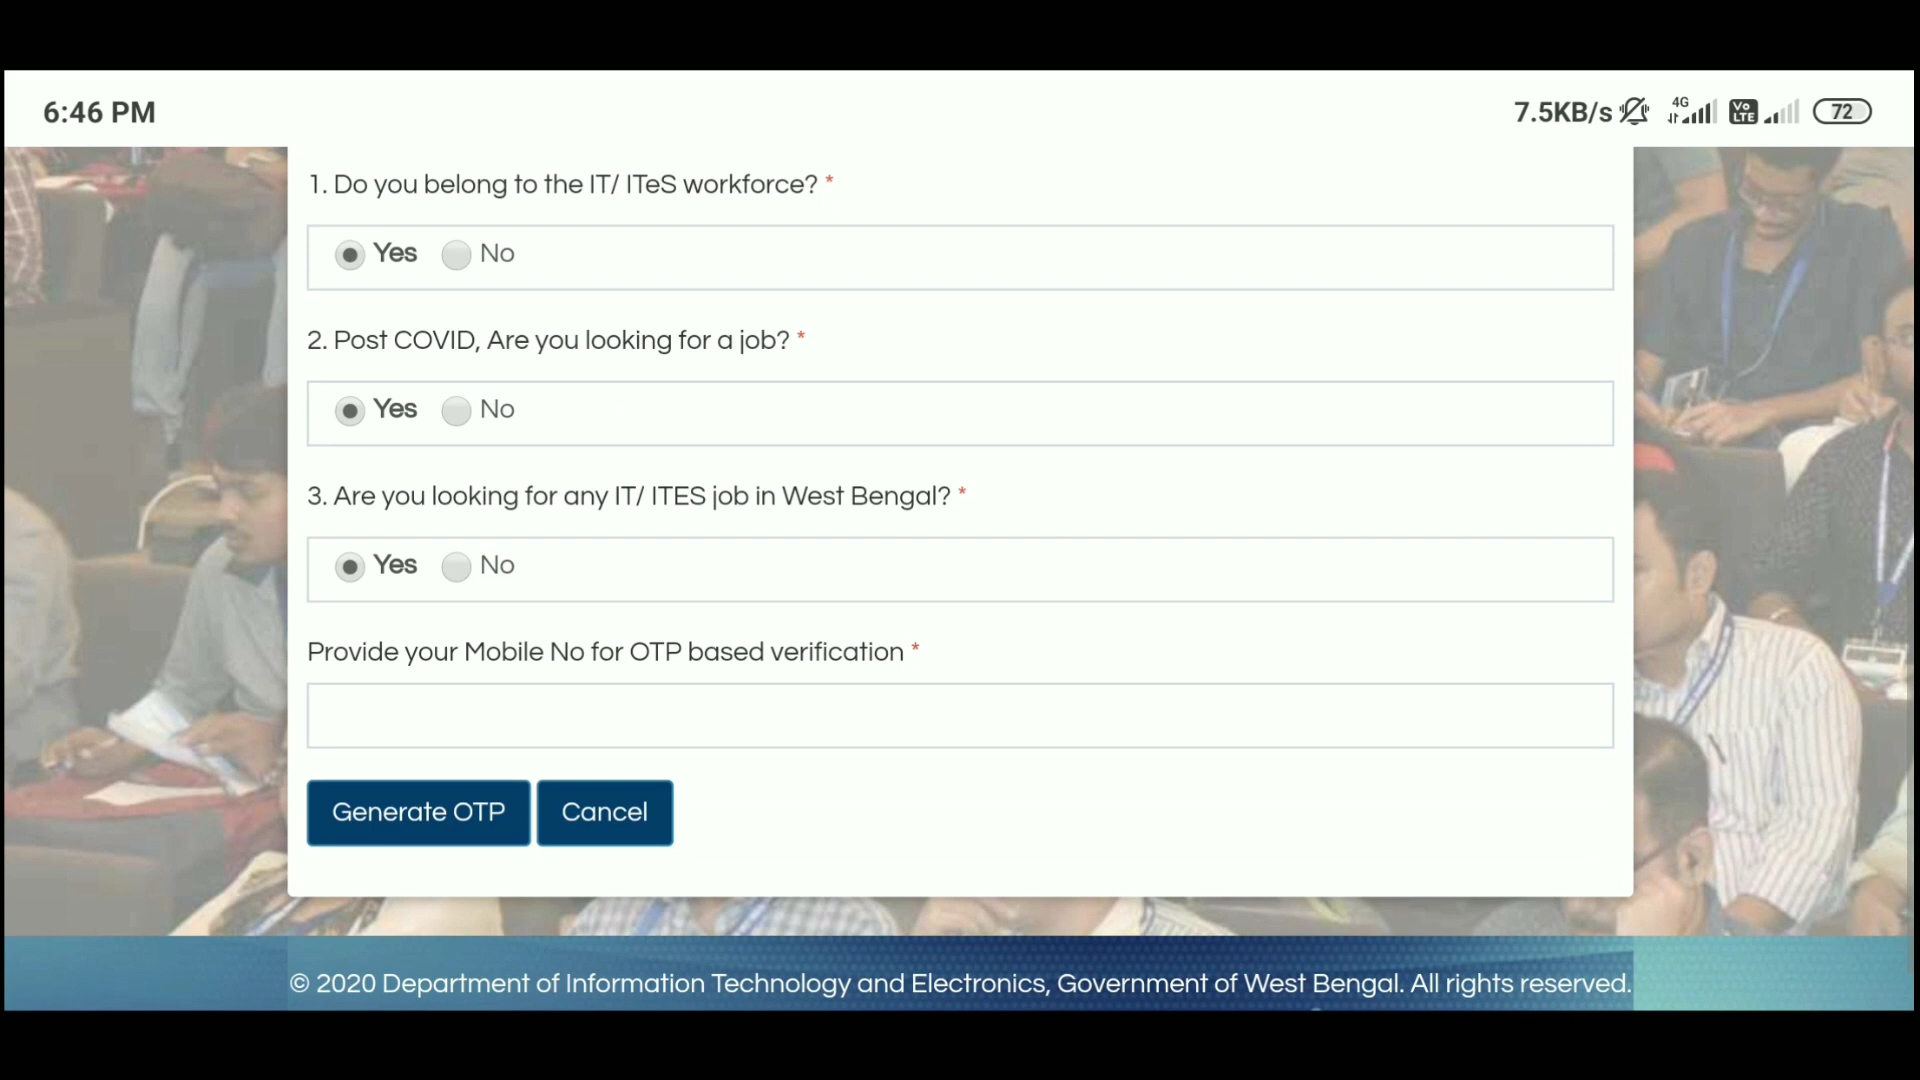 6:46 PM
7.5KB/s 4G Vo LTE 72
1. Do you belong to the IT/ ITeS workforce? *
Yes No
2. Post COVID, Are you looking for a job? *
Yes No
3. Are you looking for any IT/ ITES job in West Bengal? *
Yes No
Provide your Mobile No for OTP based verification *
Generate OTP Cancel
© 2020 Department of Information Technology and Electronics, Government of West Bengal. All rights reserved.